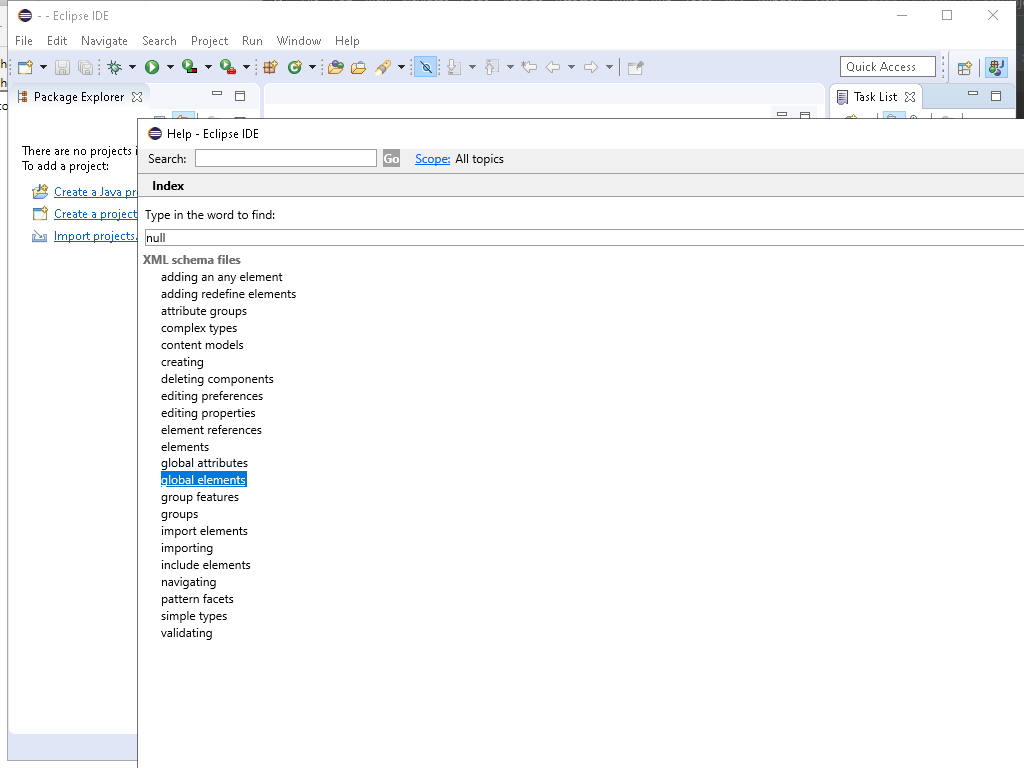 - - Eclipse IDE
File Edit Navigate Search Project Run Window Help
Quick Access
Package Explorer
Task List
There are no projects i
To add a project:
Create a Java pr
Create a project
Import projects.
Help - Eclipse IDE
Search: Go Scope: All topics
Index
Type in the word to find:
null
XML schema files
adding an any element
adding redefine elements
attribute groups
complex types
content models
creating
deleting components
editing preferences
editing properties
element references
elements
global attributes
global elements
group features
groups
import elements
importing
include elements
navigating
pattern facets
simple types
validating